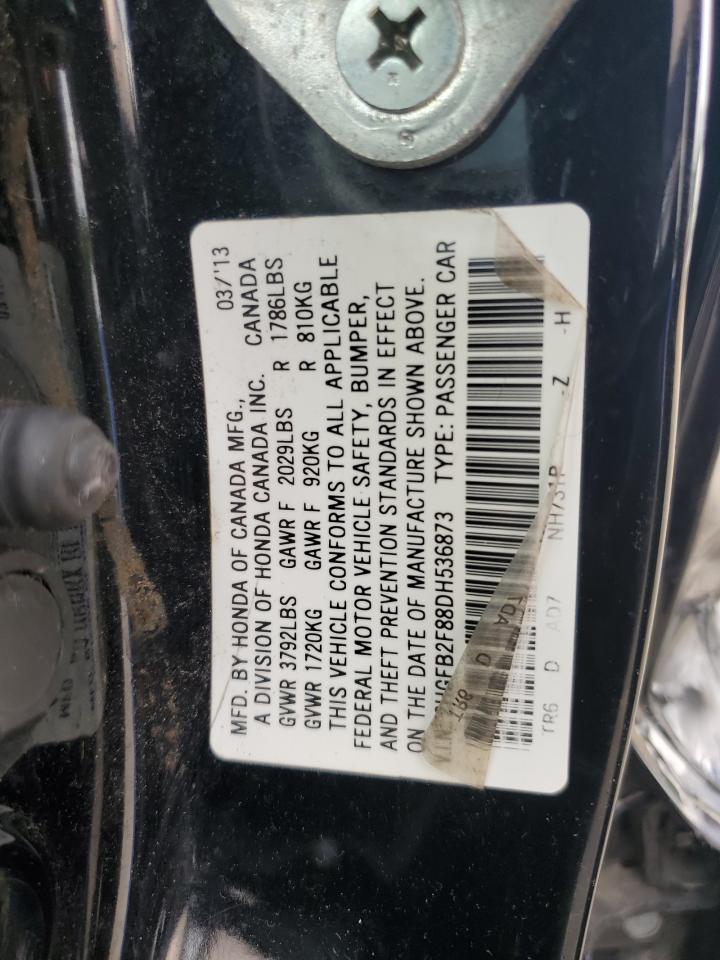 MFD. BY HONDA OF CANADA MFG., 03/'13
A DIVISION OF HONDA CANADA INC. CANADA
GVWR 3792LBS GAWR F 2029LBS R 1786LBS
GVWR 1720KG GAWR F 920KG R 810KG
THIS VEHICLE CONFORMS TO ALL APPLICABLE
FEDERAL MOTOR VEHICLE SAFETY, BUMPER,
AND THEFT PREVENTION STANDARDS IN EFFECT
ON THE DATE OF MANUFACTURE SHOWN ABOVE.
HGFB2F88DH536873 TYPE: PASSENGER CAR
TR6 D AD7 NH731P -Z -H